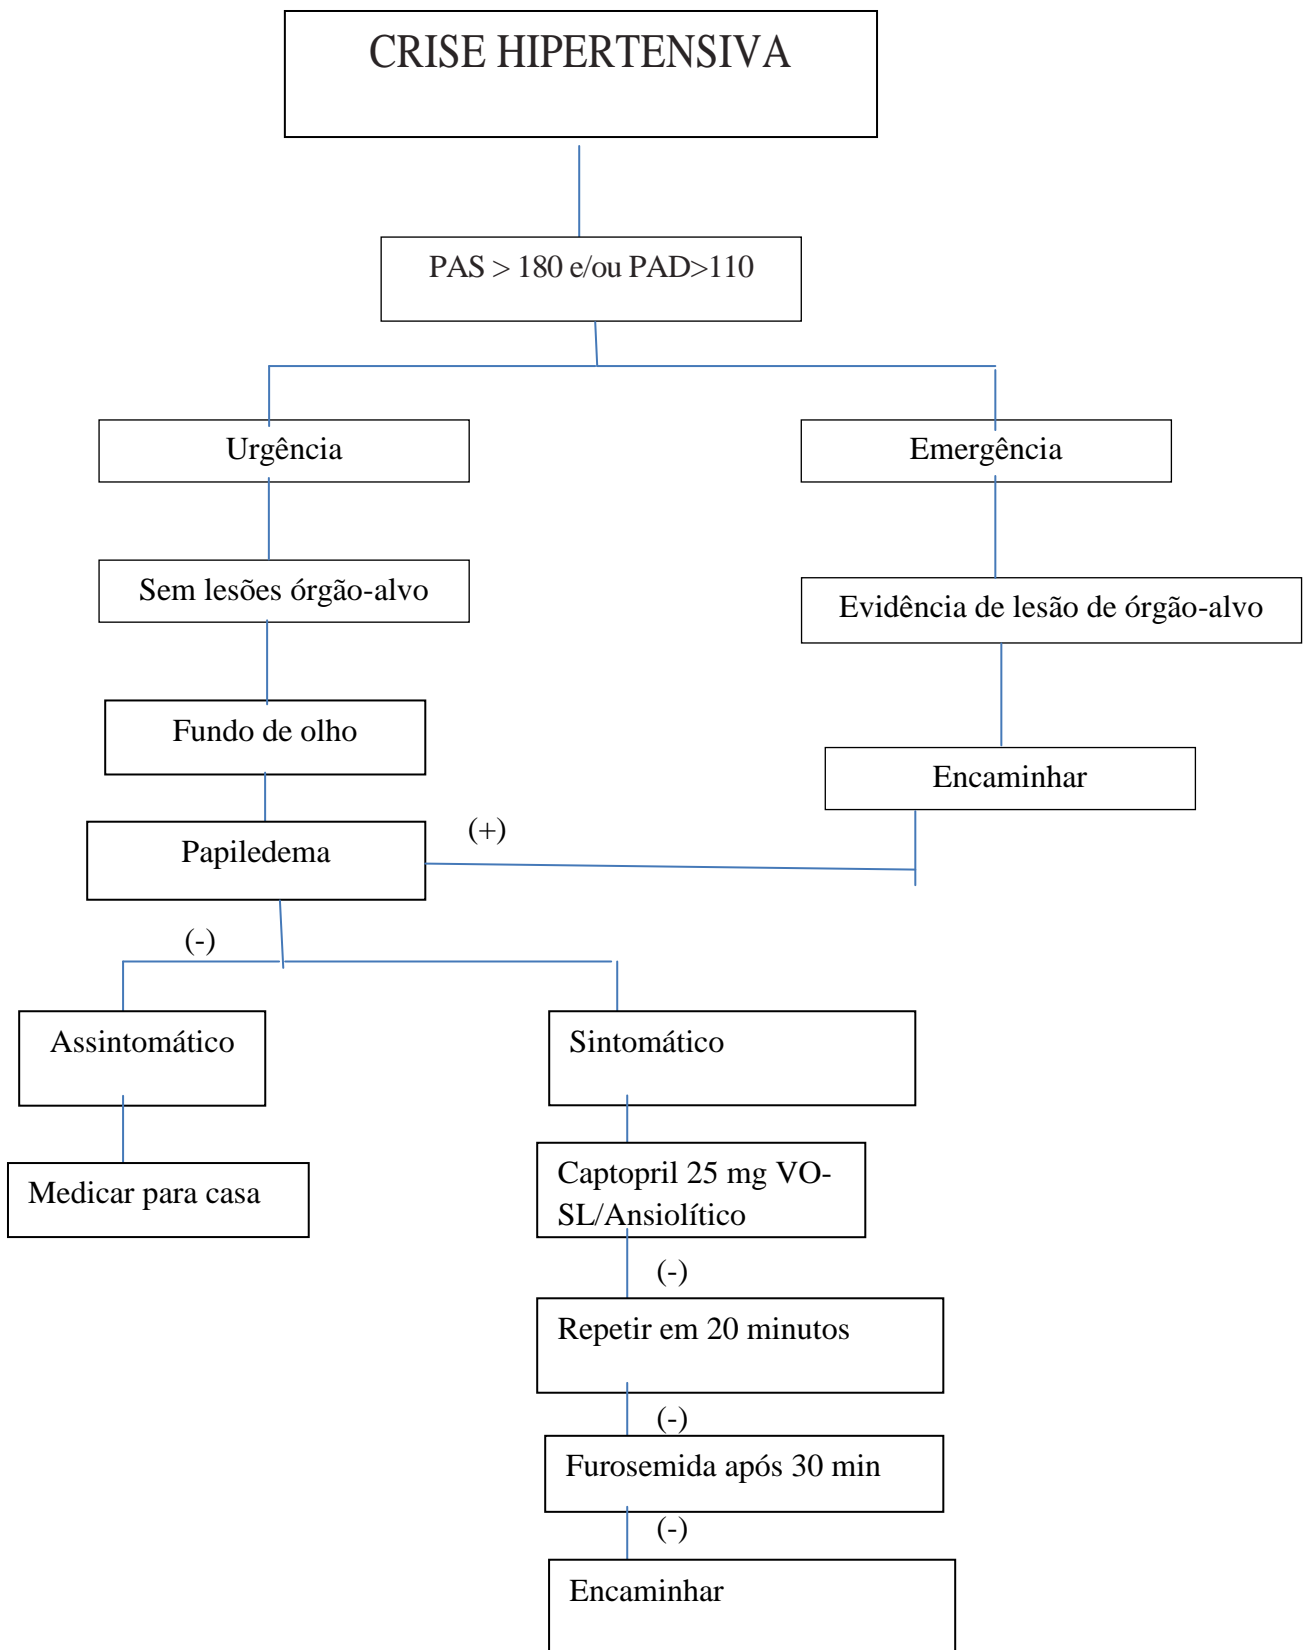 CRISE HIPERTENSIVA
PAS > 180 e/ou PAD>110
Urgência
Emergência
Sem lesões órgão-alvo
Evidência de lesão de órgão-alvo
Fundo de olho
Encaminhar
Papiledema
(+)
(-)
Assintomático
Sintomático
Medicar para casa
Captopril 25 mg VO-
SL/Ansiolítico
(-)
Repetir em 20 minutos
(-)
Furosemida após 30 min
(-)
Encaminhar